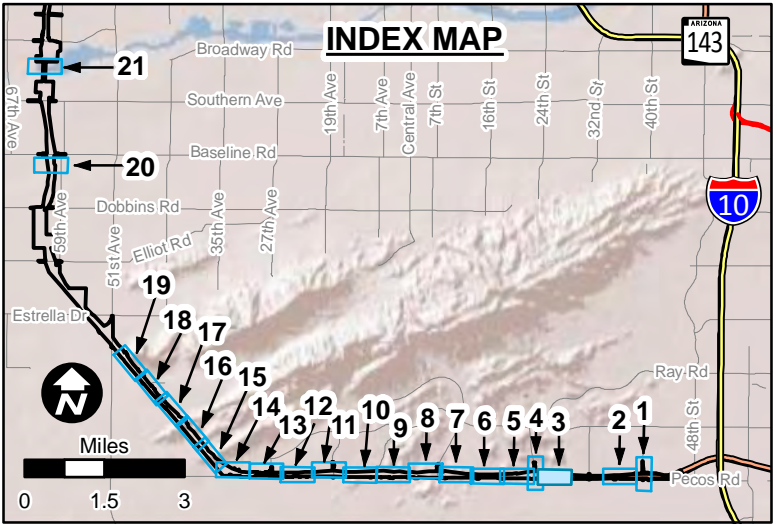 INDEX MAP
ARIZONA
143
Broadway Rd
21
67th Ave
Southern Ave
19th Ave
7th Ave
Central Ave
7th St
16th St
24th St
32nd St
40th St
Baseline Rd
20
10
Dobbins Rd
59th Ave
51st Ave
Elliot Rd
35th Ave
27th Ave
19
18
17
16
15
14
13
12
11
10
9
8
7
6
5
4
3
2
1
Estrella Dr
Ray Rd
48th St
N
Miles
0 1.5 3
Pecos Rd